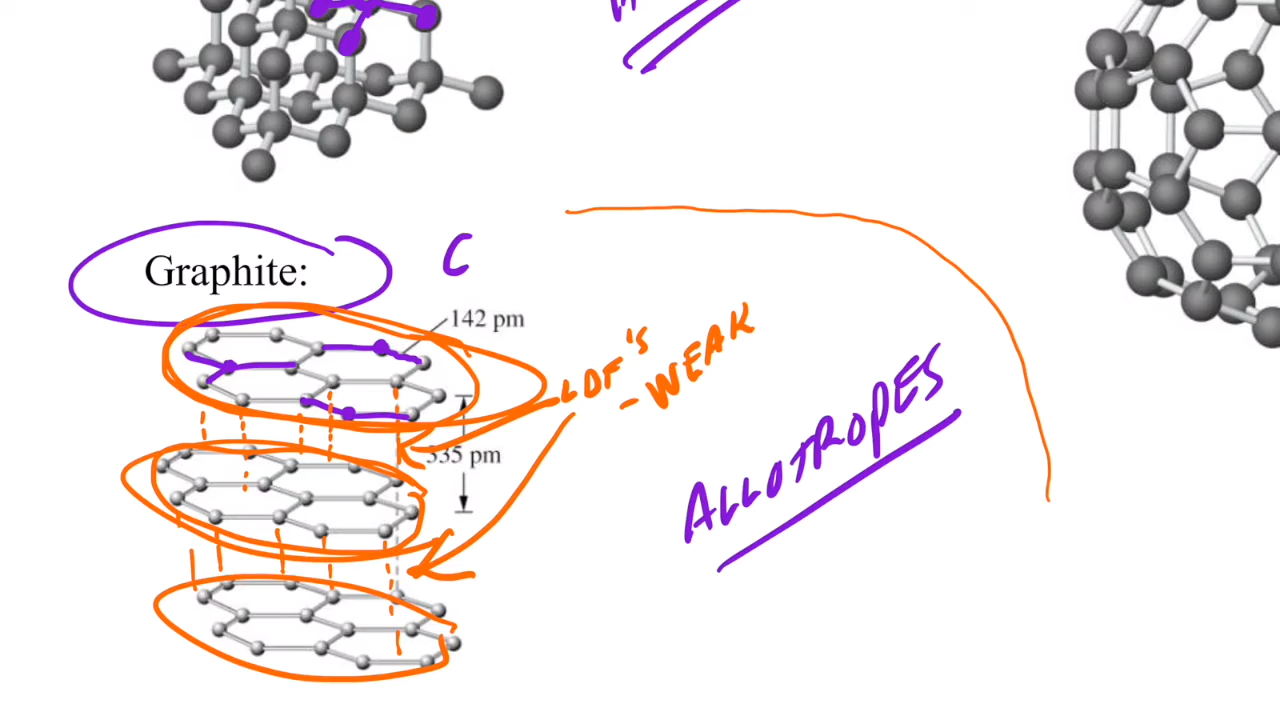 Graphite:
C
142 pm
LDF's
-WEAK
335 pm
ALLOTROPES